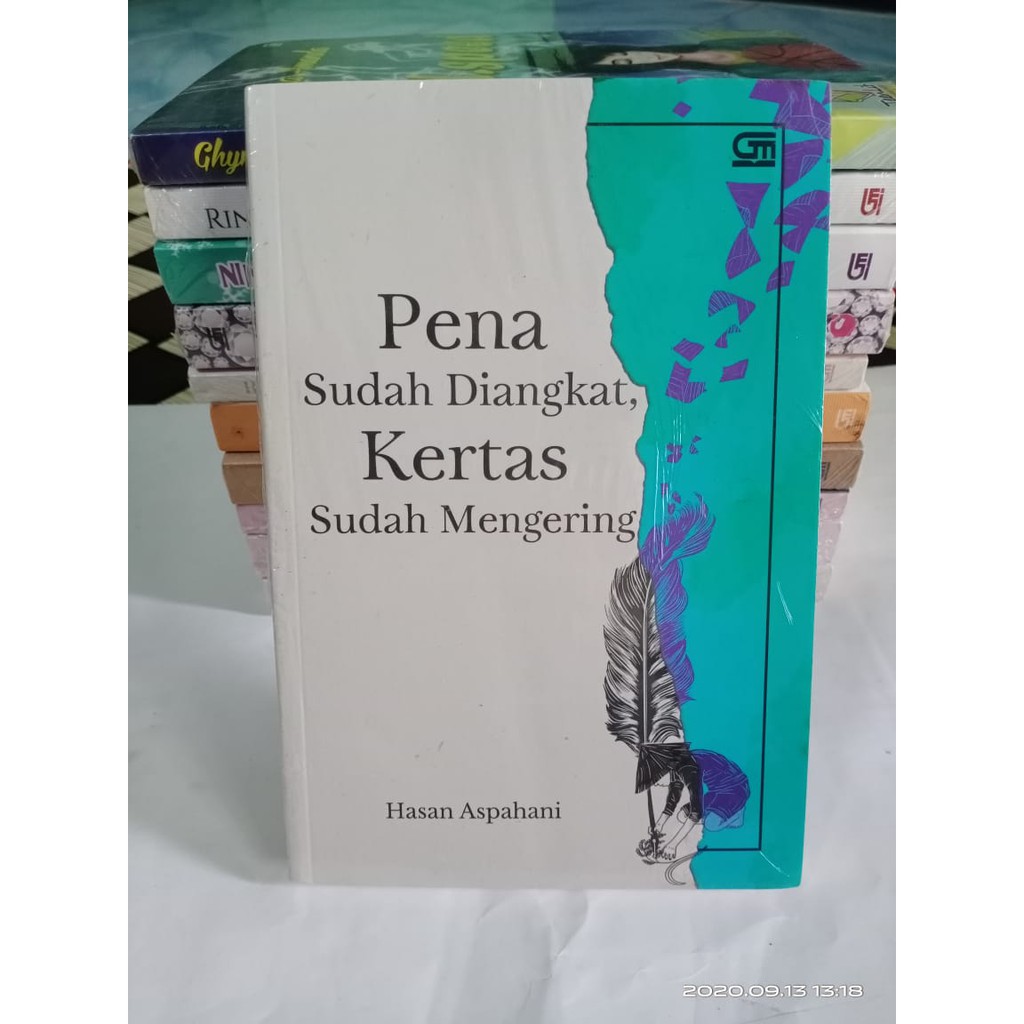 Pena
Sudah Diangkat,
Kertas
Sudah Mengering
Hasan Aspahani
2020.09.13 13:18